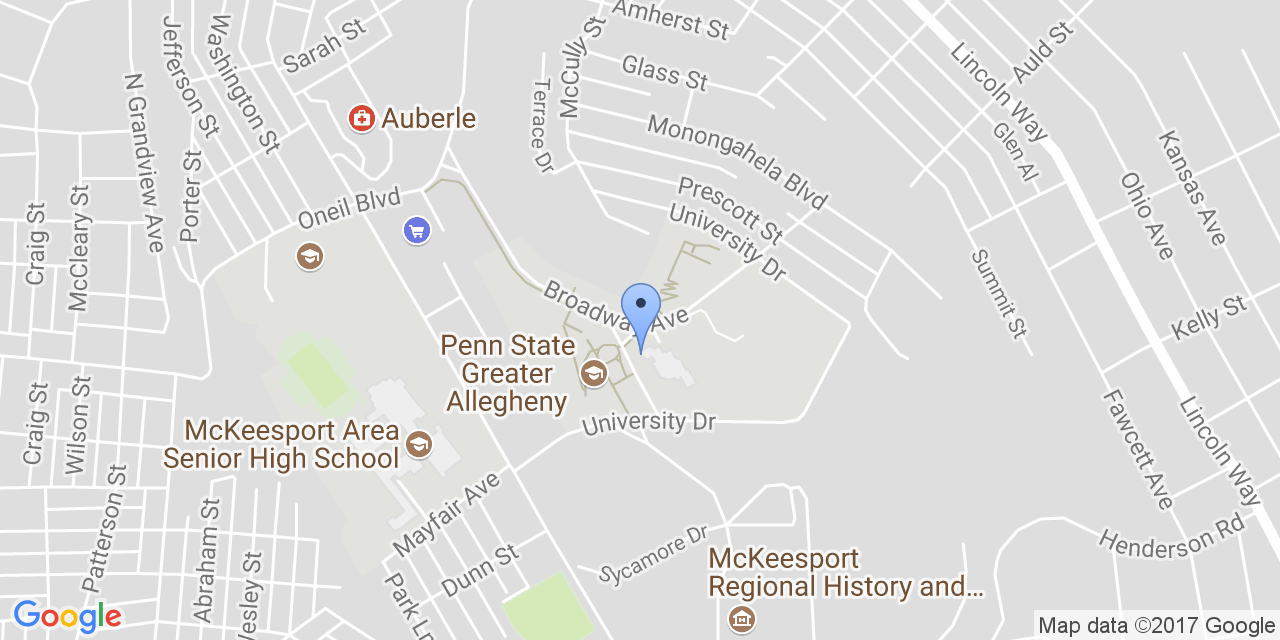 Amherst St
Sarah St
McCully St
Washington St
Jefferson St
Lincoln Way
Auld St
Glass St
Terrace Dr
N Grandview Ave
Auberle
Monongahela Blvd
Glen Al
Kansas Ave
Porter St
McCleary St
Craig St
Oneil Blvd
Prescott St
University Dr
Ohio Ave
Summit St
Broadway Ave
Kelly St
Penn State
Greater
Allegheny
Craig St
Wilson St
McKeesport Area
Senior High School
University Dr
Fawcett Ave
Lincoln Way
Patterson St
Abraham St
Mayfair Ave
Henderson Rd
Sycamore Dr
Dunn St
McKeesport
Regional History and...
Park Ln
Google
Map data ©2017 Google